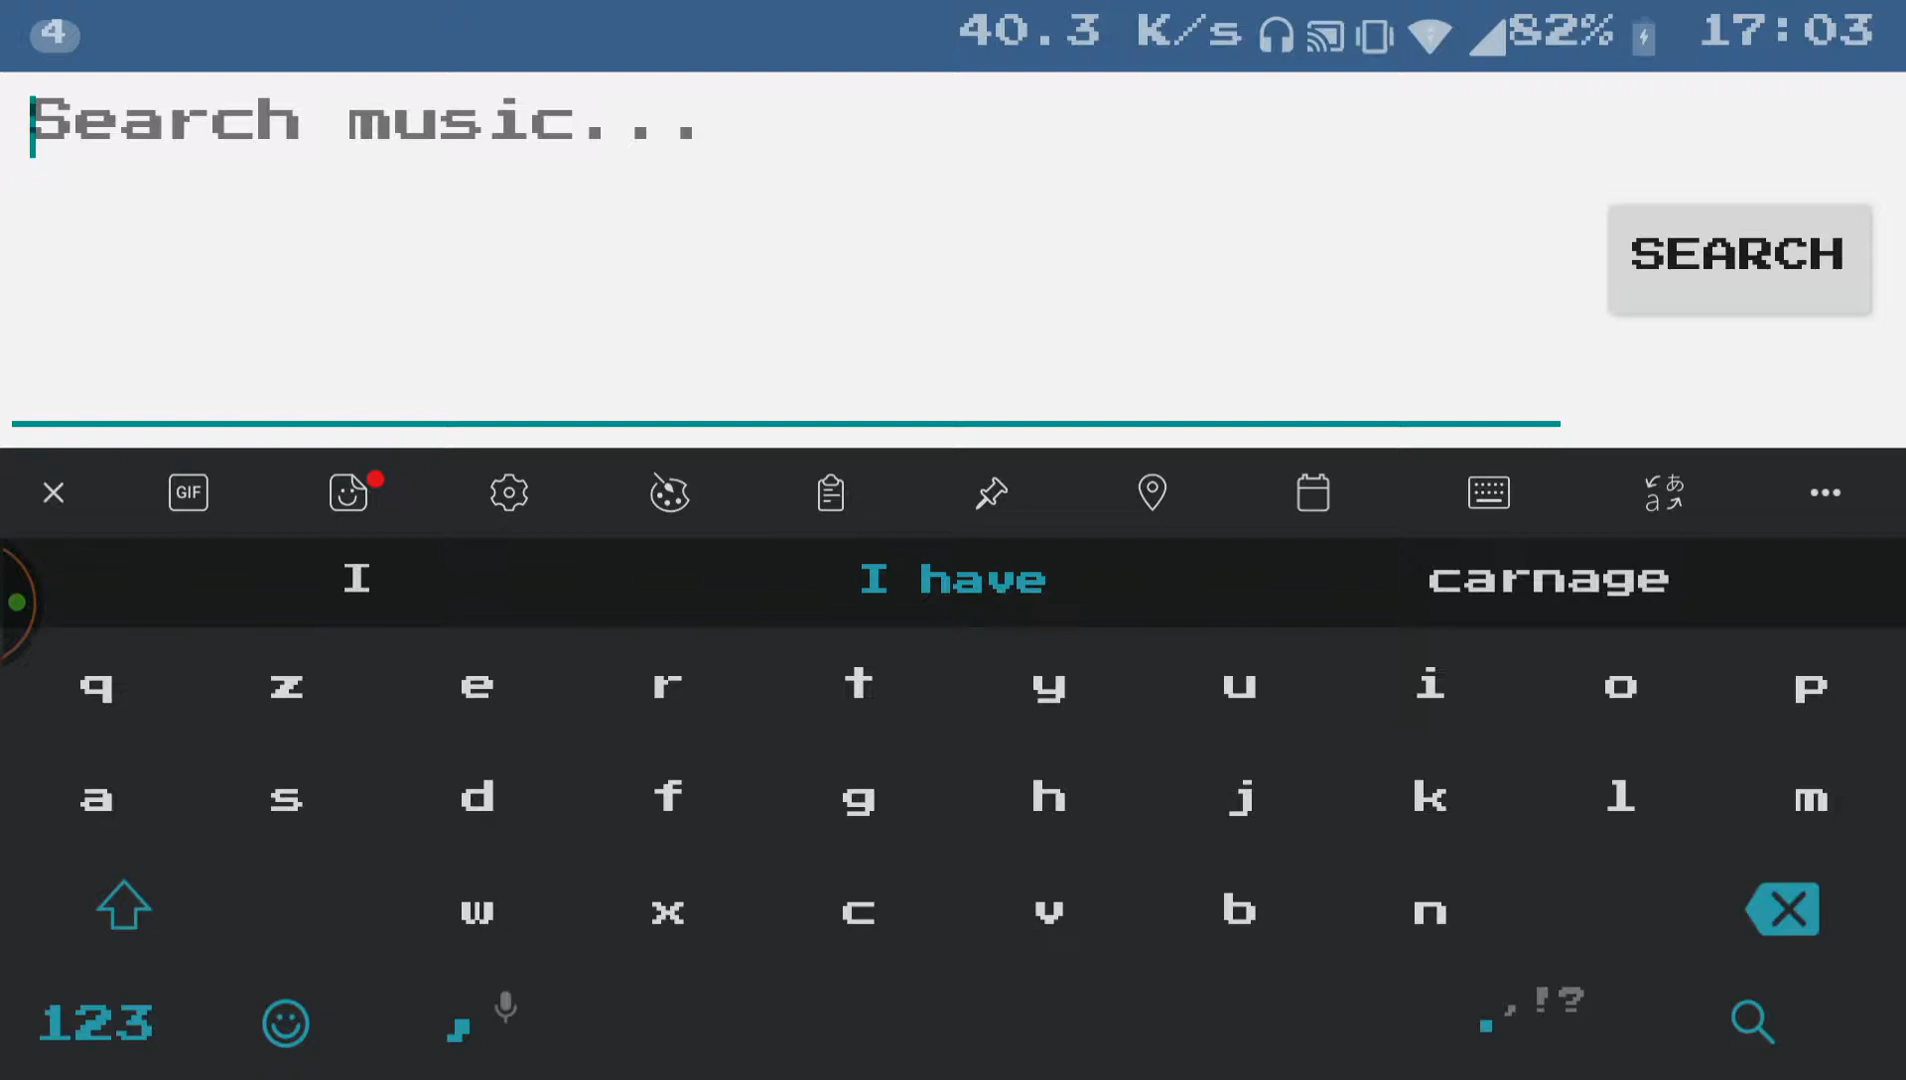 4 40.3 K/s 82% 17:03
Search music...
SEARCH
GIF
I I have carnage
q z e r t y u i o p
a s d f g h j k l m
w x c v b n
123 , . ,!?